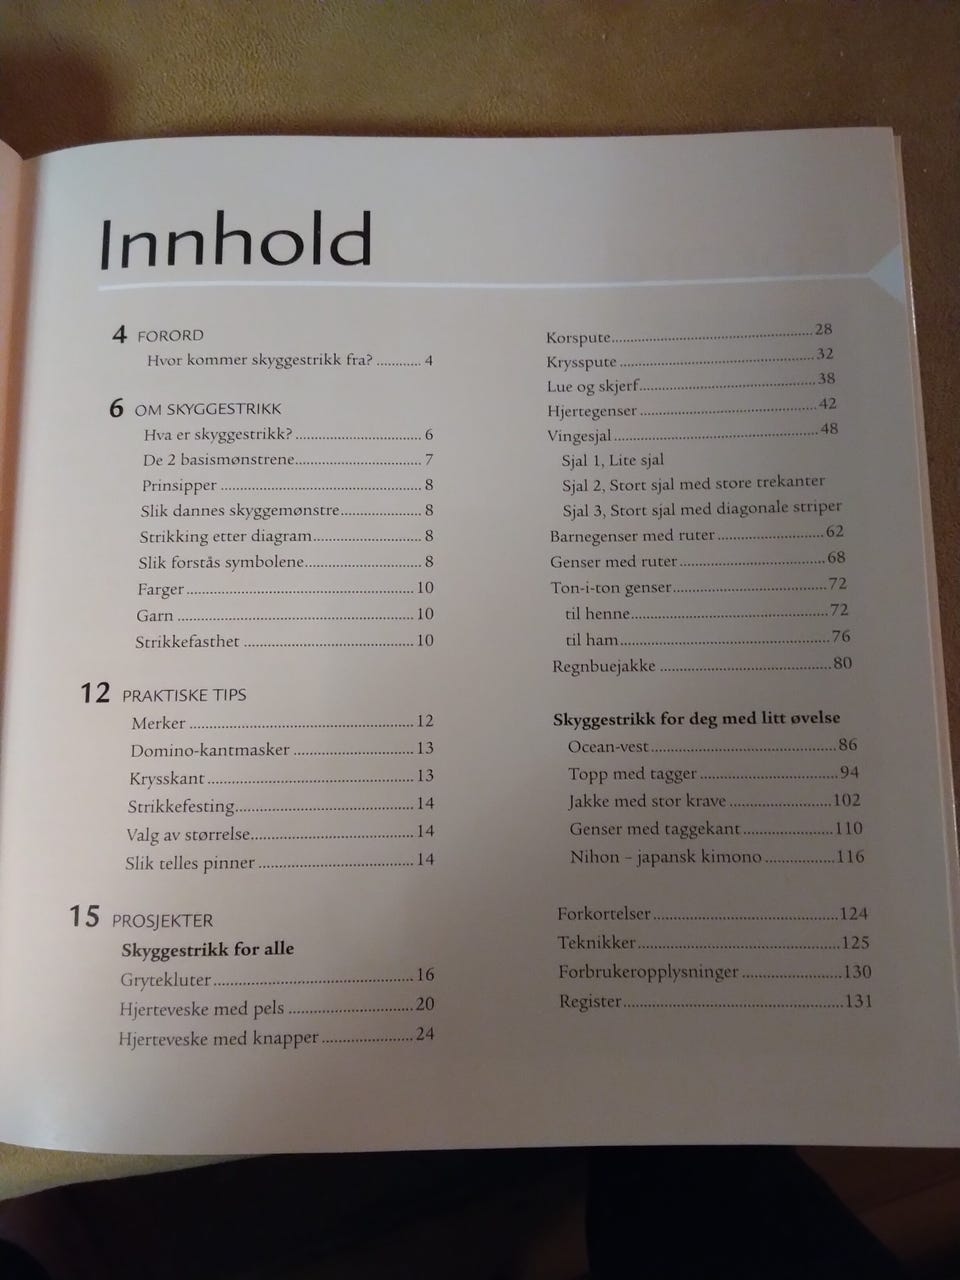 Innhold
4 FORORD
Hvor kommer skyggestrikk fra? ........... 4
6 OM SKYGGESTRIKK
Hva er skyggestrikk? ............................... 6
De 2 basismønstrene............................... 7
Prinsipper .................................................. 8
Slik dannes skyggemønstre.................... 8
Strikking etter diagram........................... 8
Slik forstås symbolene............................. 8
Farger ......................................................... 10
Garn ........................................................... 10
Strikkefasthet .......................................... 10
12 PRAKTISKE TIPS
Merker ....................................................... 12
Domino-kantmasker ............................. 13
Krysskant ................................................... 13
Strikkefesting............................................ 14
Valg av størrelse........................................ 14
Slik telles pinner ...................................... 14
15 PROSJEKTER
Skyggestrikk for alle
Grytekluter ................................................ 16
Hjerteveske med pels .............................. 20
Hjerteveske med knapper ...................... 24
Korspute................................................. 28
Krysspute ................................................ 32
Lue og skjerf........................................... 38
Hjertegenser ........................................... 42
Vingesjal .................................................. 48
Sjal 1, Lite sjal
Sjal 2, Stort sjal med store trekanter
Sjal 3, Stort sjal med diagonale striper
Barnegenser med ruter .......................... 62
Genser med ruter .................................... 68
Ton-i-ton genser...................................... 72
til henne................................................ 72
til ham................................................... 76
Regnbuejakke .......................................... 80
Skyggestrikk for deg med litt øvelse
Ocean-vest............................................. 86
Topp med tagger .................................. 94
Jakke med stor krave ......................... 102
Genser med taggekant ...................... 110
Nihon – japansk kimono ................. 116
Forkortelser ............................................. 124
Teknikker................................................. 125
Forbrukeropplysninger ........................ 130
Register..................................................... 131